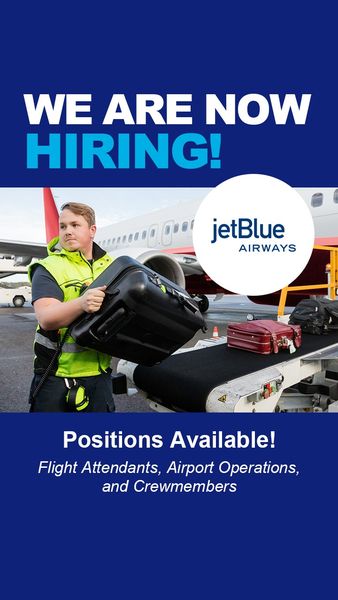 WE ARE NOW
HIRING!
jetBlue
AIRWAYS
Positions Available!
Flight Attendants, Airport Operations,
and Crewmembers